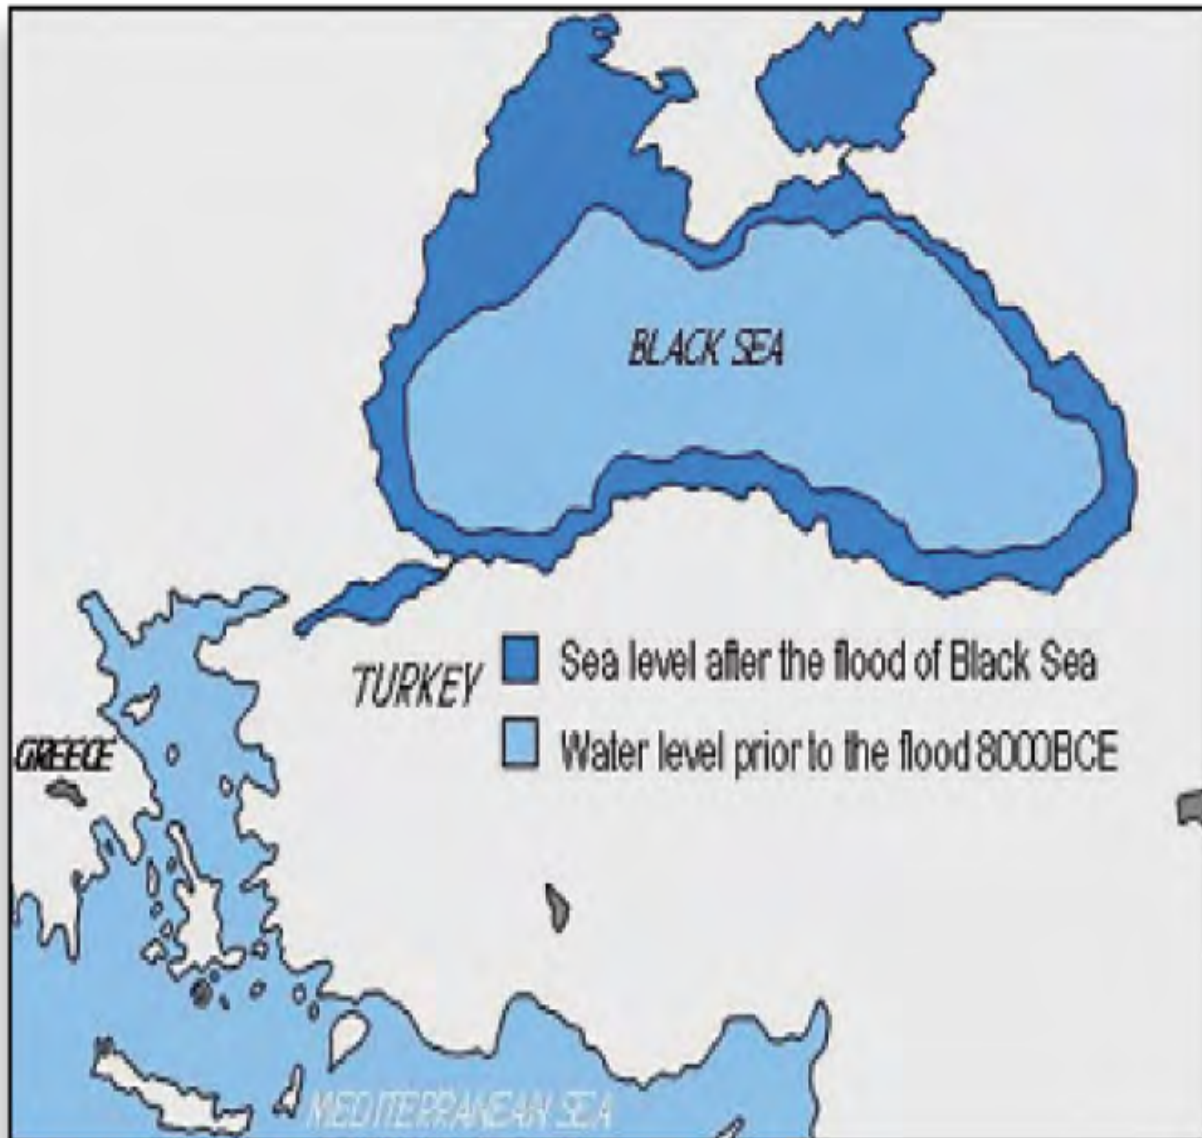 BLACK SEA
TURKEY
Sea level after the flood of Black Sea
Water level prior to the flood 8000BCE
GREECE
MEDITERRANEAN SEA